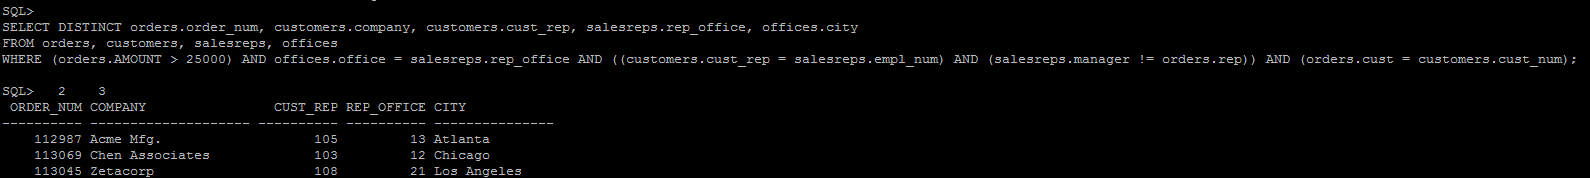 SQL>
SELECT DISTINCT orders.order_num, customers.company, customers.cust_rep, salesreps.rep_office, offices.city
FROM orders, customers, salesreps, offices
WHERE (orders.AMOUNT > 25000) AND offices.office = salesreps.rep_office AND ((customers.cust_rep = salesreps.empl_num) AND (salesreps.manager != orders.rep)) AND (orders.cust = customers.cust_num);
SQL>   2    3
 ORDER_NUM COMPANY                CUST_REP REP_OFFICE CITY
---------- -------------------- ---------- ---------- ---------------
    112987 Acme Mfg.                   105         13 Atlanta
    113069 Chen Associates             103         12 Chicago
    113045 Zetacorp                    108         21 Los Angeles